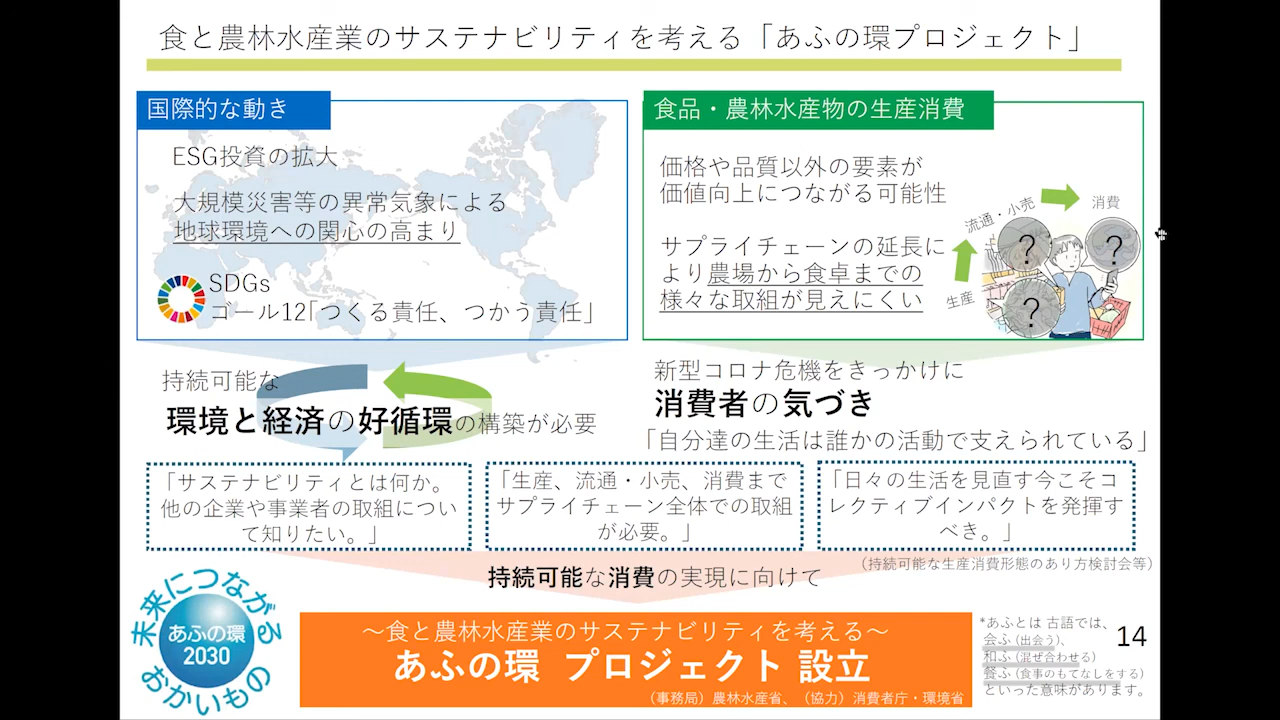 食と農林水産業のサステナビリティを考える「あふの環プロジェクト」
国際的な動き
ESG投資の拡大
大規模災害等の異常気象による
地球環境への関心の高まり
SDGs
ゴール12「つくる責任、つかう責任」
食品・農林水産物の生産消費
価格や品質以外の要素が
価値向上につながる可能性
サプライチェーンの延長に
より農場から食卓までの
様々な取組が見えにくい
流通・小売
消費
生産
?
?
?
持続可能な
環境と経済の好循環の構築が必要
新型コロナ危機をきっかけに
消費者の気づき
「自分達の生活は誰かの活動で支えられている」
「サステナビリティとは何か。
他の企業や事業者の取組につい
て知りたい。」
「生産、流通・小売、消費まで
サプライチェーン全体での取組
が必要。」
「日々の生活を見直す今こそコ
レクティブインパクトを発揮す
べき。」
(持続可能な生産消費形態のあり方検討会等)
持続可能な消費の実現に向けて
未来につながる
あふの環
2030
おかいもの
~食と農林水産業のサステナビリティを考える~
あふの環 プロジェクト 設立
(事務局)農林水産省、(協力)消費者庁・環境省
*あふとは 古語では、
会ふ(出会う)、
和ふ(混ぜ合わせる)
餐ふ(食事のもてなしをする)
といった意味があります。
14